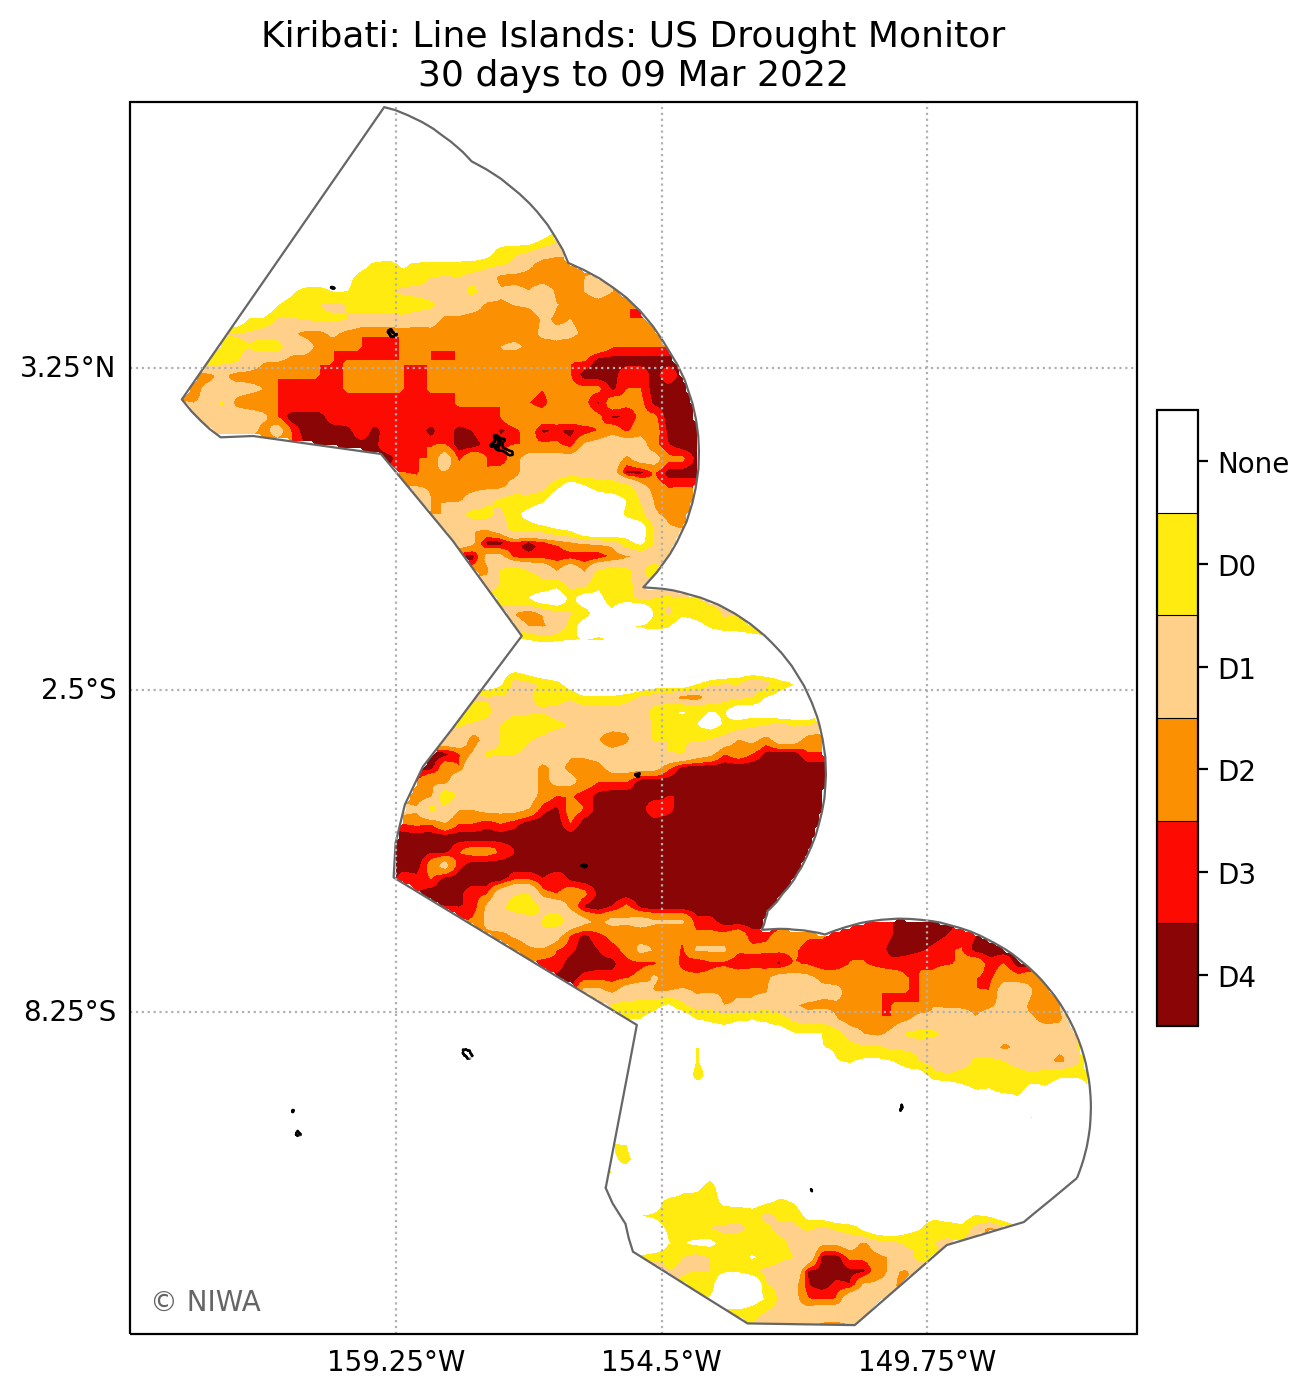 Kiribati: Line Islands: US Drought Monitor
30 days to 09 Mar 2022
3.25°N
2.5°S
8.25°S
159.25°W
154.5°W
149.75°W
None
D0
D1
D2
D3
D4
© NIWA